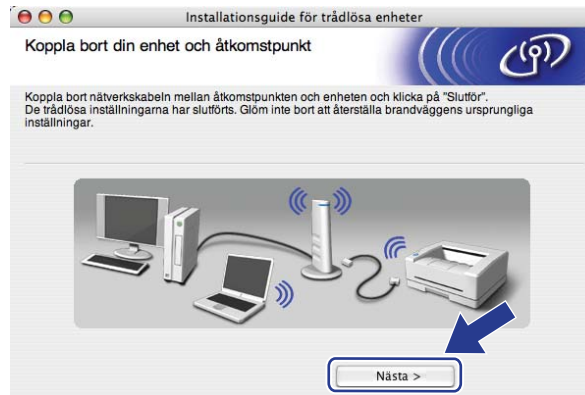 Installationsguide för trådlösa enheter
Koppla bort din enhet och åtkomstpunkt
Koppla bort nätverkskabeln mellan åtkomstpunkten och enheten och klicka på "Slutför".
De trådlösa inställningarna har slutförts. Glöm inte bort att återställa brandväggens ursprungliga
inställningar.
Nästa >